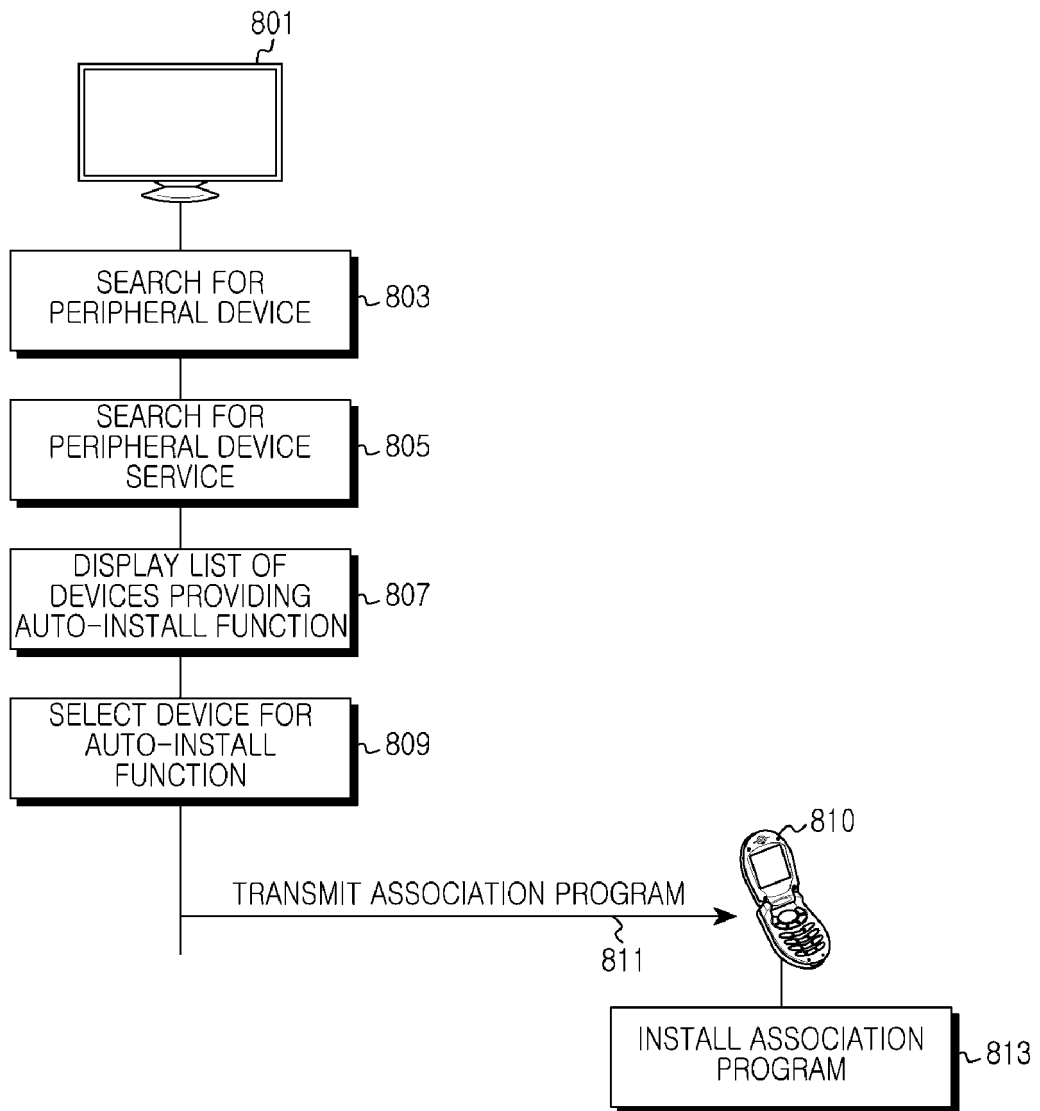 801
SEARCH FOR
PERIPHERAL DEVICE
803
SEARCH FOR
PERIPHERAL DEVICE
SERVICE
805
DISPLAY LIST OF
DEVICES PROVIDING
AUTO-INSTALL FUNCTION
807
SELECT DEVICE FOR
AUTO-INSTALL
FUNCTION
809
810
TRANSMIT ASSOCIATION PROGRAM
811
INSTALL ASSOCIATION
PROGRAM
813